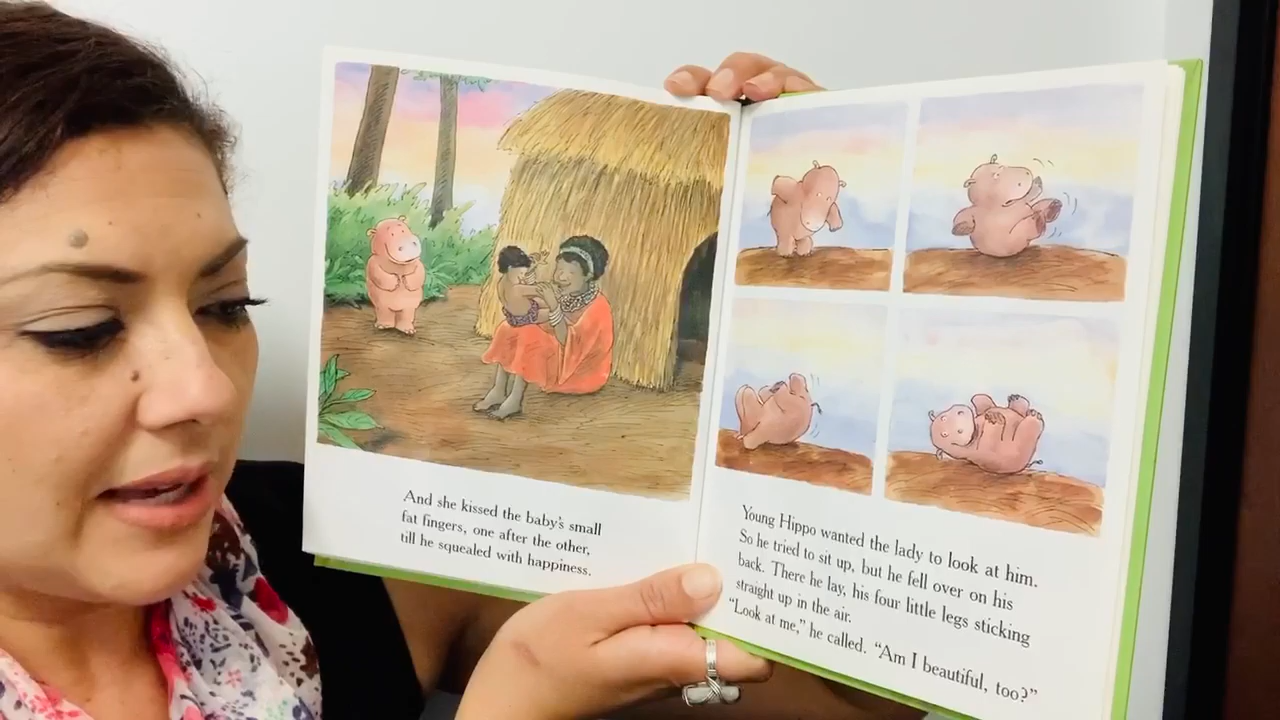 And she kissed the baby's small
fat fingers, one after the other,
till he squealed with happiness.
Young Hippo wanted the lady to look at him.
So he tried to sit up, but he fell over on his
back. There he lay, his four little legs sticking
straight up in the air.
"Look at me," he called. "Am I beautiful, too?"